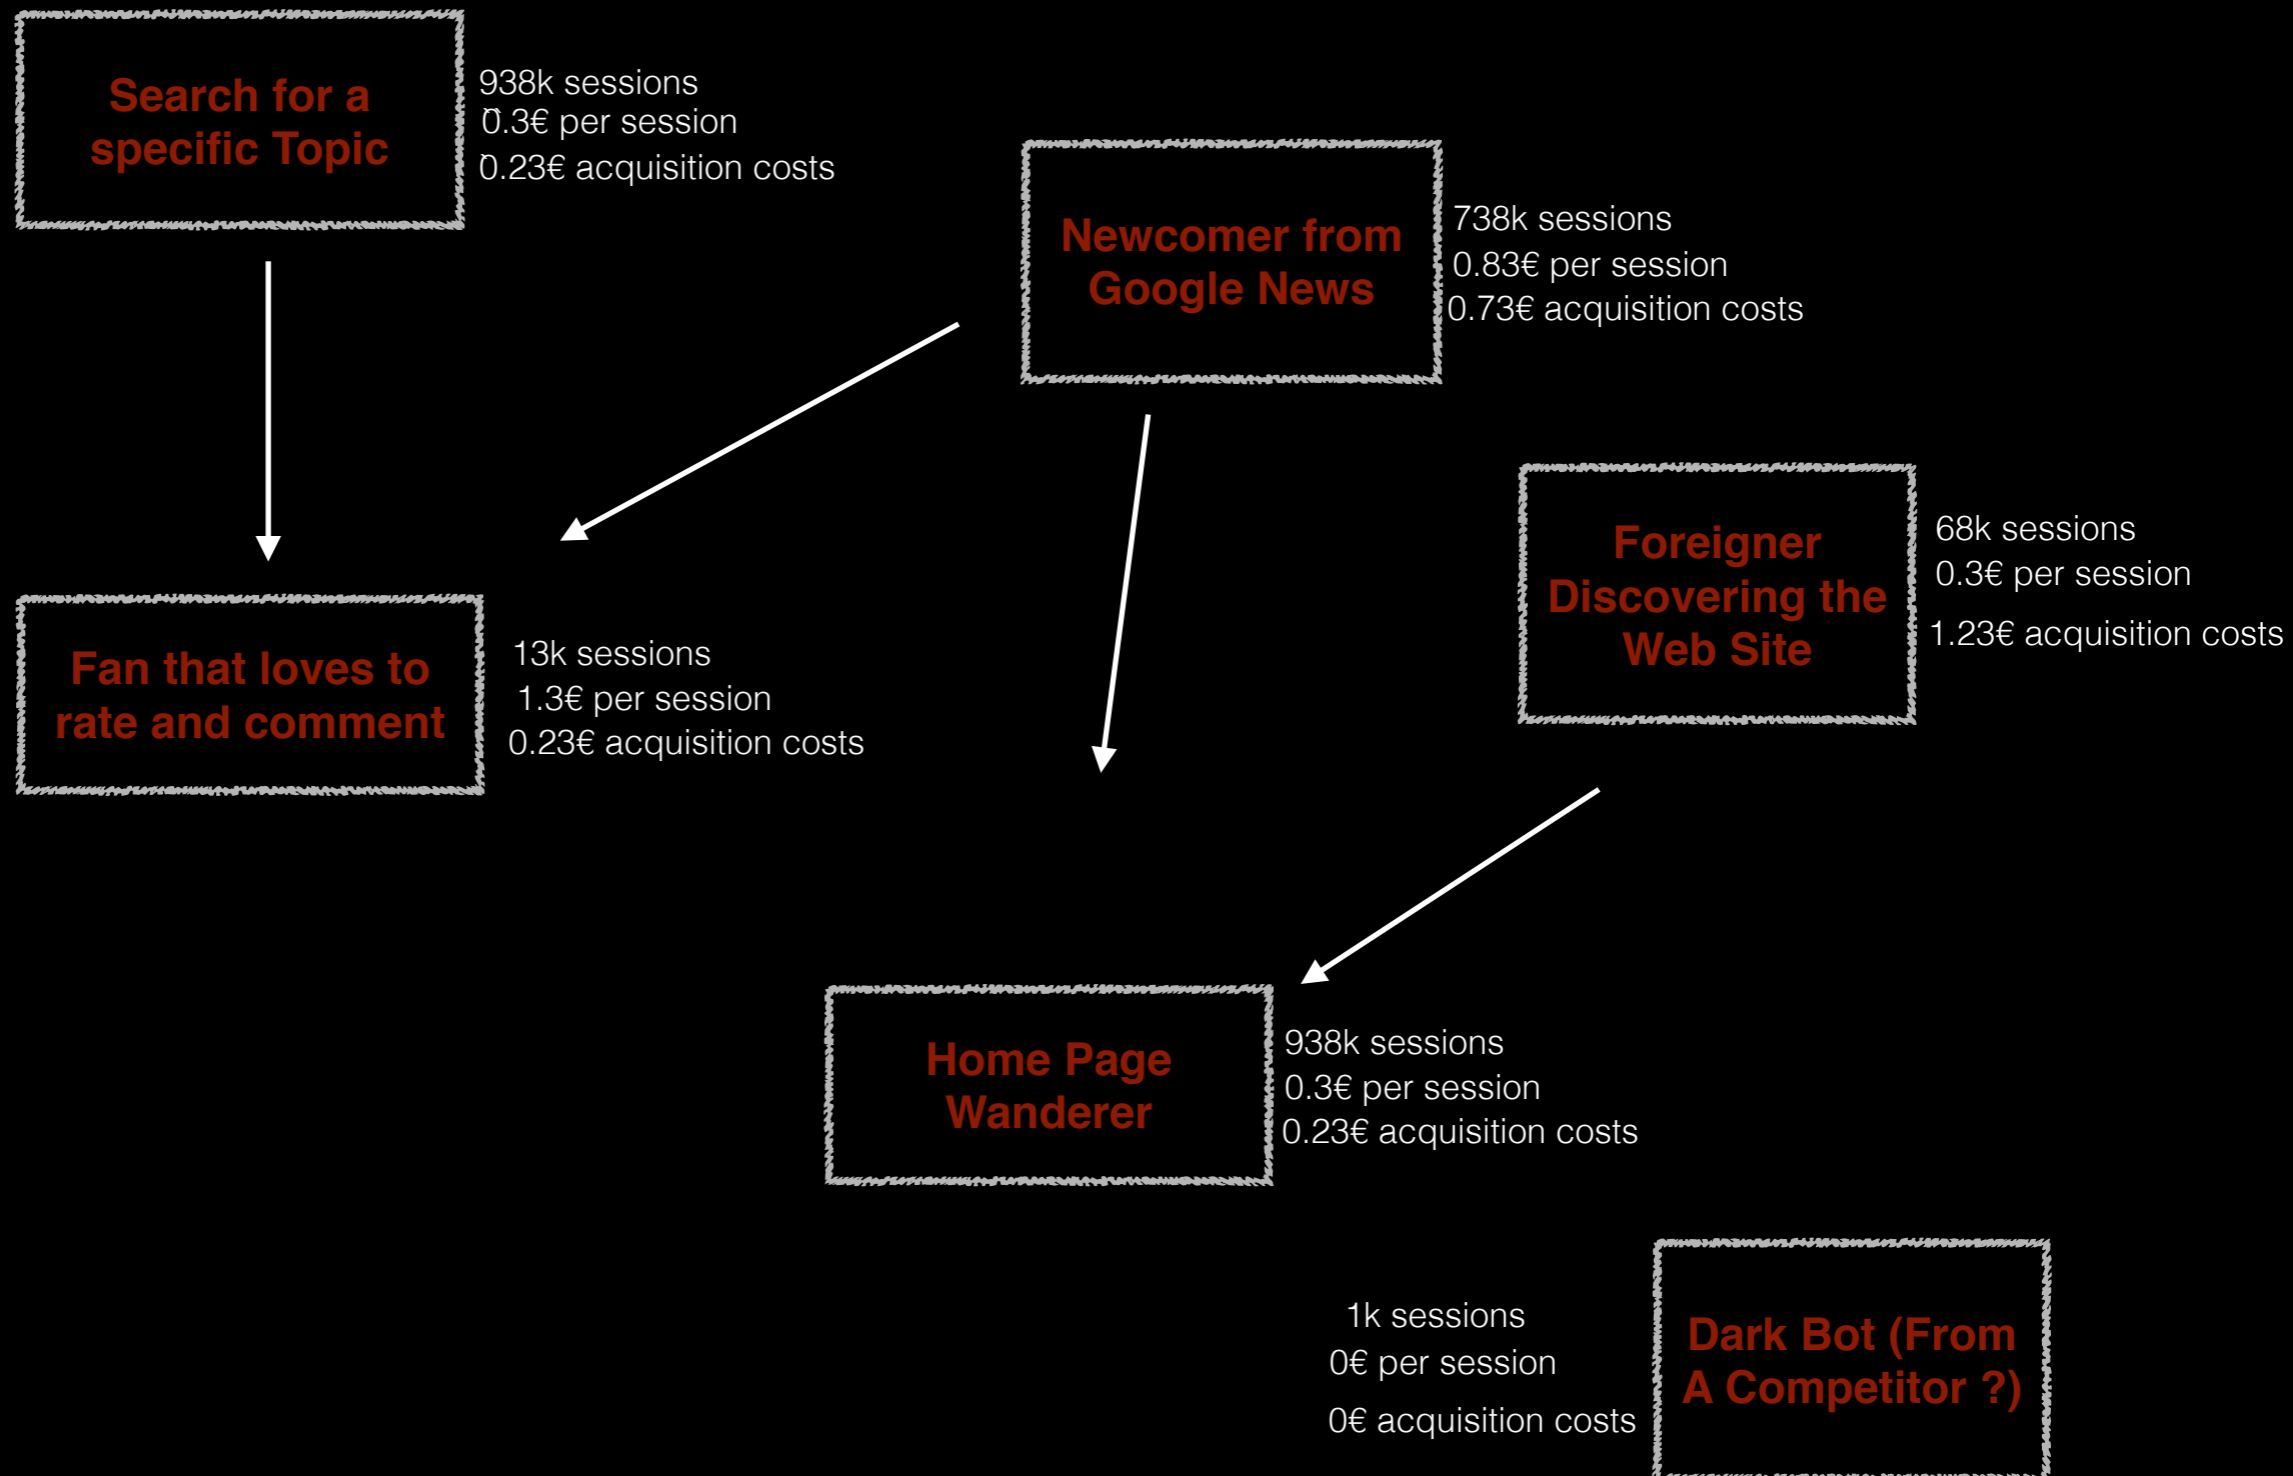 Search for a
specific Topic
938k sessions
0.3€ per session
0.23€ acquisition costs
Newcomer from
Google News
738k sessions
0.83€ per session
0.73€ acquisition costs
Foreigner
Discovering the
Web Site
68k sessions
0.3€ per session
1.23€ acquisition costs
Fan that loves to
rate and comment
13k sessions
1.3€ per session
0.23€ acquisition costs
Home Page
Wanderer
938k sessions
0.3€ per session
0.23€ acquisition costs
1k sessions
0€ per session
0€ acquisition costs
Dark Bot (From
A Competitor ?)